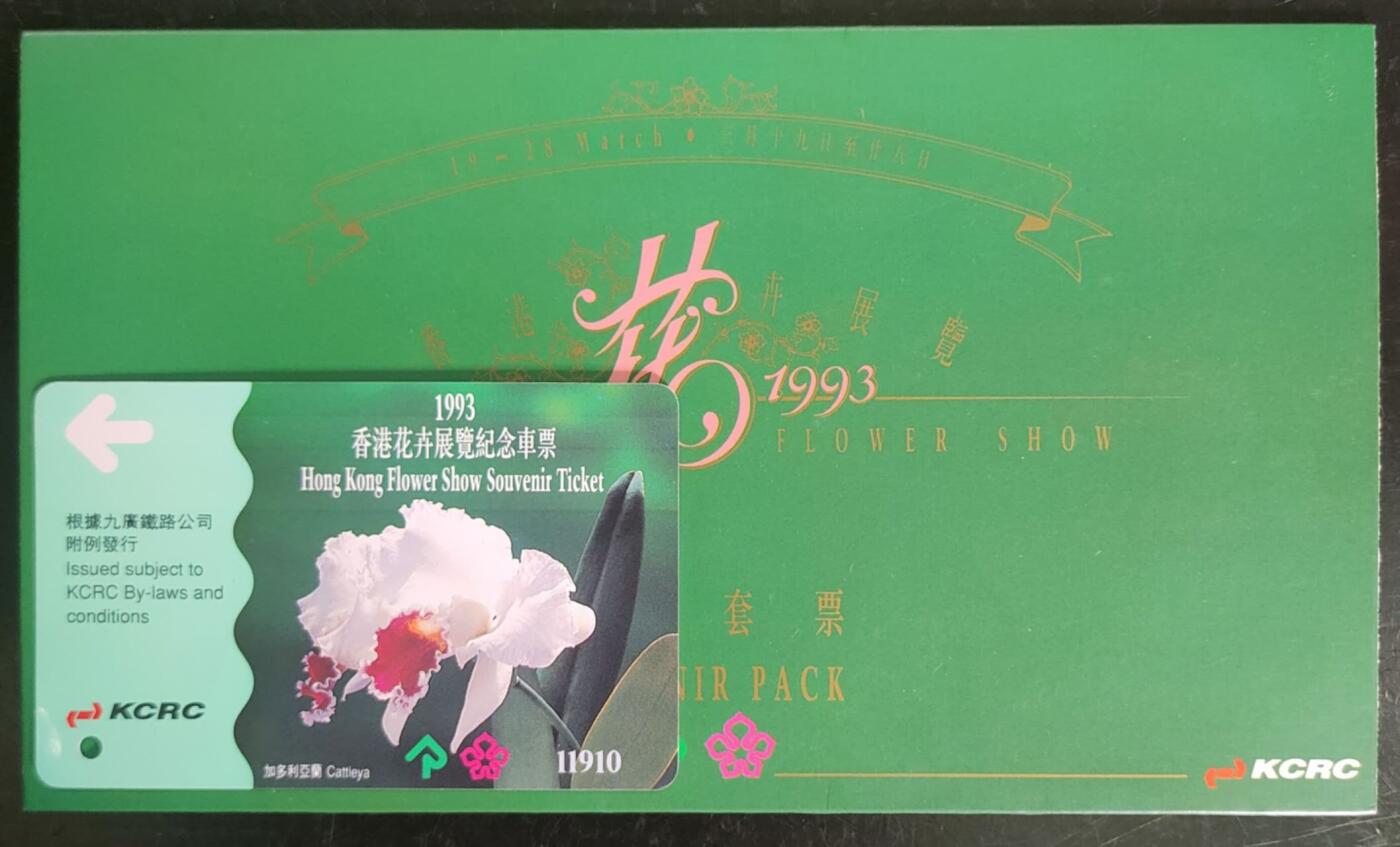 19 - 28 March • 三月十九日至廿八日
香港花卉展覽
1993
FLOWER SHOW
套票
NIR PACK
KCRC
1993
香港花卉展覽紀念車票
Hong Kong Flower Show Souvenir Ticket
根據九廣鐵路公司
附例發行
Issued subject to
KCRC By-laws and
conditions
KCRC
加多利亞蘭 Cattleya
11910